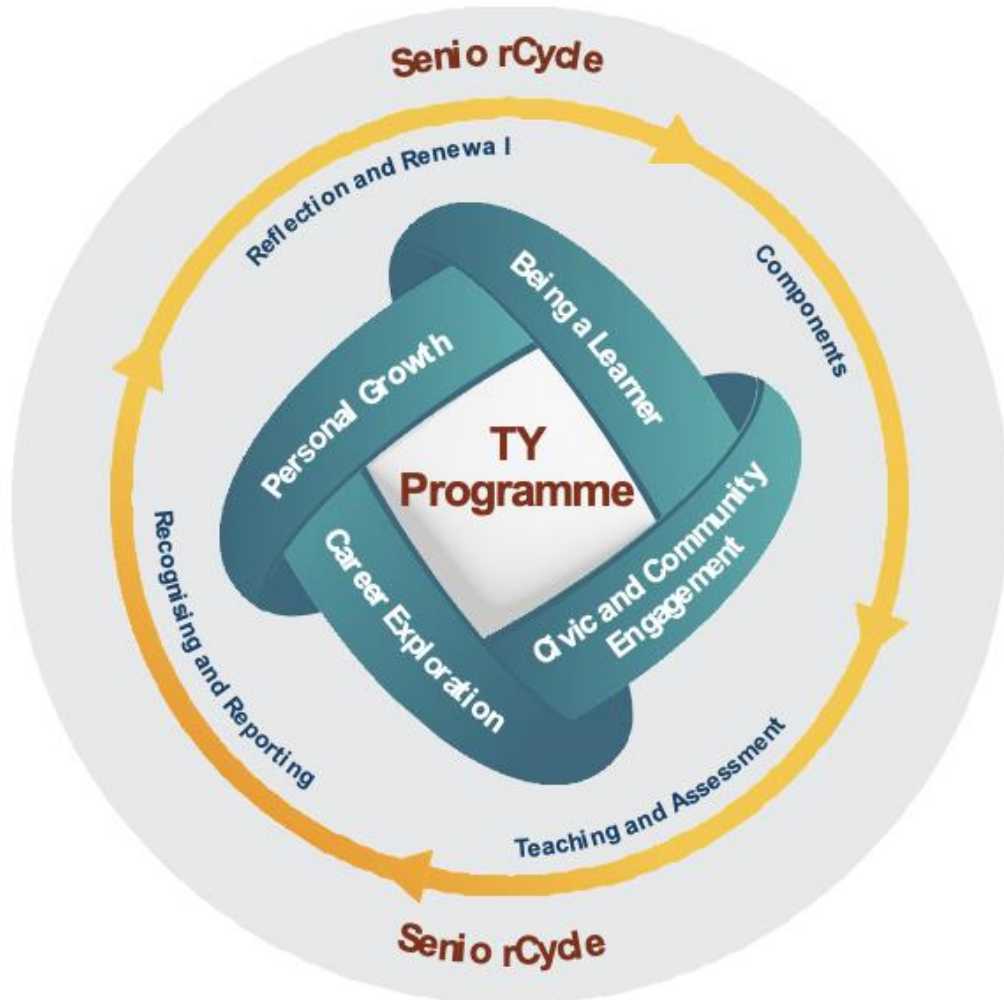 Senio rCycle
Reflection and Renewal
Components
Being a Learner
Personal Growth
TY
Programme
Civic and Community
Engagement
Career Exploration
Recognising and Reporting
Teaching and Assessment
Senio rCycle